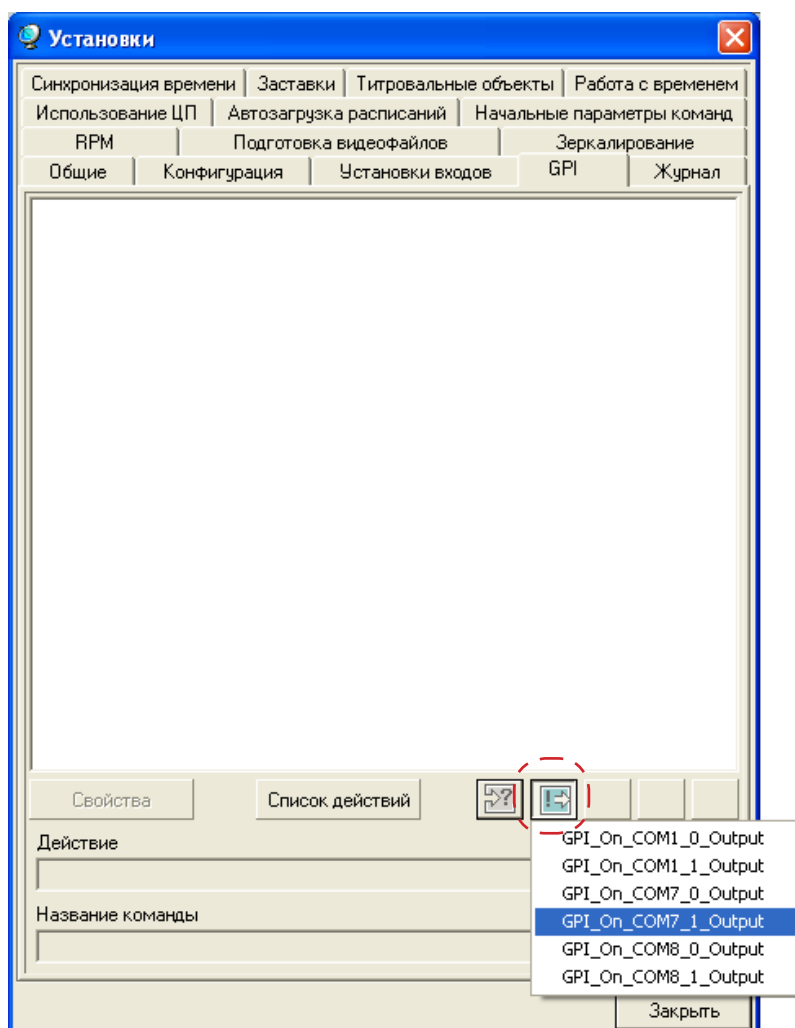 Установки
Синхронизация времени Заставки Титровальные объекты Работа с временем
Использование ЦП Автозагрузка расписаний Начальные параметры команд
RPM Подготовка видеофайлов Зеркалирование
Общие Конфигурация Установки входов GPI Журнал
Свойства Список действий
Действие
GPI_On_COM1_0_Output
GPI_On_COM1_1_Output
GPI_On_COM7_0_Output
Название команды
GPI_On_COM7_1_Output
GPI_On_COM8_0_Output
GPI_On_COM8_1_Output
Закрыть